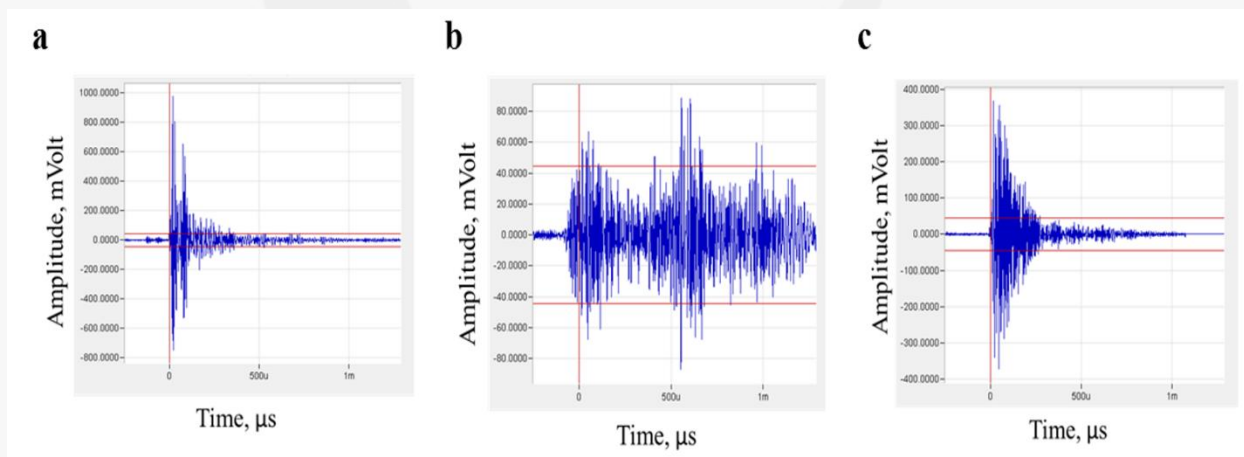 a
1000.0000
800.0000
600.0000
400.0000
200.0000
0.0000
-200.0000
-400.0000
-600.0000
-800.0000
0
500u
1m
Amplitude, mVolt
Time, μs
b
80.0000
60.0000
40.0000
20.0000
0.0000
-20.0000
-40.0000
-60.0000
-80.0000
0
500u
1m
Amplitude, mVolt
Time, μs
c
400.0000
300.0000
200.0000
100.0000
0.0000
-100.0000
-200.0000
-300.0000
-400.0000
0
500u
1m
Amplitude, mVolt
Time, μs